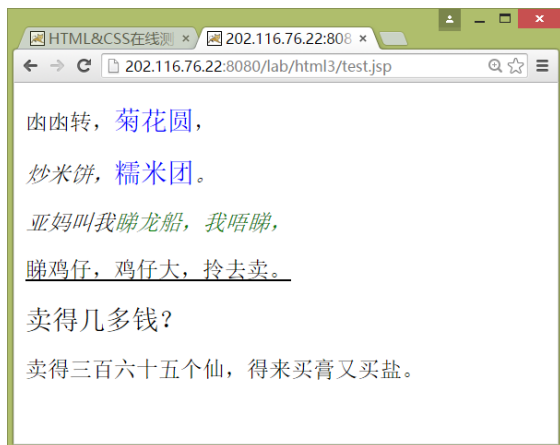 HTML&CSS在线测
202.116.76.22:808
202.116.76.22:8080/lab/html3/test.jsp
凼凼转，菊花圆，
炒米饼，糯米团。
亚妈叫我睇龙船，我唔睇，
睇鸡仔，鸡仔大，拎去卖。
卖得几多钱？
卖得三百六十五个仙，得来买膏又买盐。